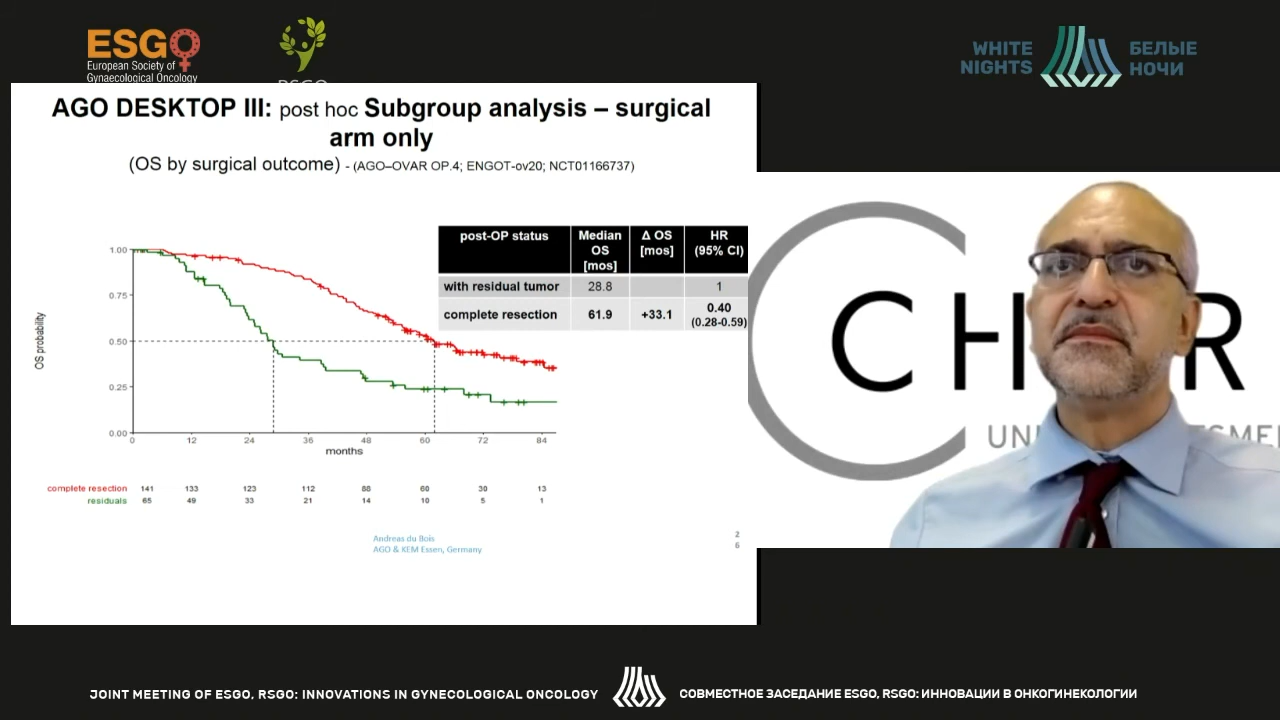 ESGO
European Society of
Gynaecological Oncology
WHITE
NIGHTS
БЕЛЫЕ
НОЧИ
AGO DESKTOP III: post hoc Subgroup analysis – surgical
arm only
(OS by surgical outcome) - (AGO–OVAR OP.4; ENGOT-ov20; NCT01166737)
post-OP status Median OS [mos] Δ OS [mos] HR (95% CI)
with residual tumor 28.8 1
complete resection 61.9 +33.1 0.40 (0.28-0.59)
OS probability
1.00
0.75
0.50
0.25
0.00
0 12 24 36 48 60 72 84
months
complete resection 141 133 123 112 88 60 30 13
residuals 65 49 33 21 14 10 5 1
Andreas du Bois
AGO & KEM Essen, Germany
2
6
JOINT MEETING OF ESGO, RSGO: INNOVATIONS IN GYNECOLOGICAL ONCOLOGY
СОВМЕСТНОЕ ЗАСЕДАНИЕ ESGO, RSGO: ИННОВАЦИИ В ОНКОГИНЕКОЛОГИИ